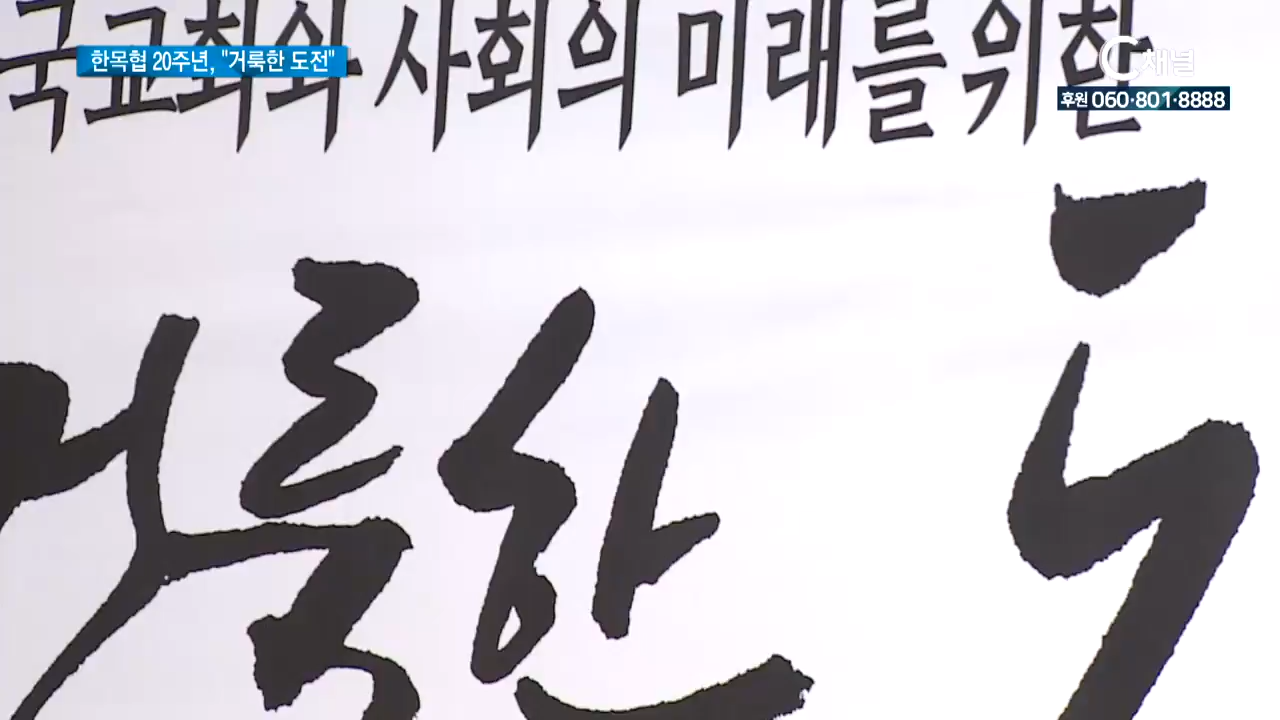 국교회와 사회의 미래를 위한
한목협 20주년, "거룩한 도전"
C채널
후원 060·801·8888
거룩한